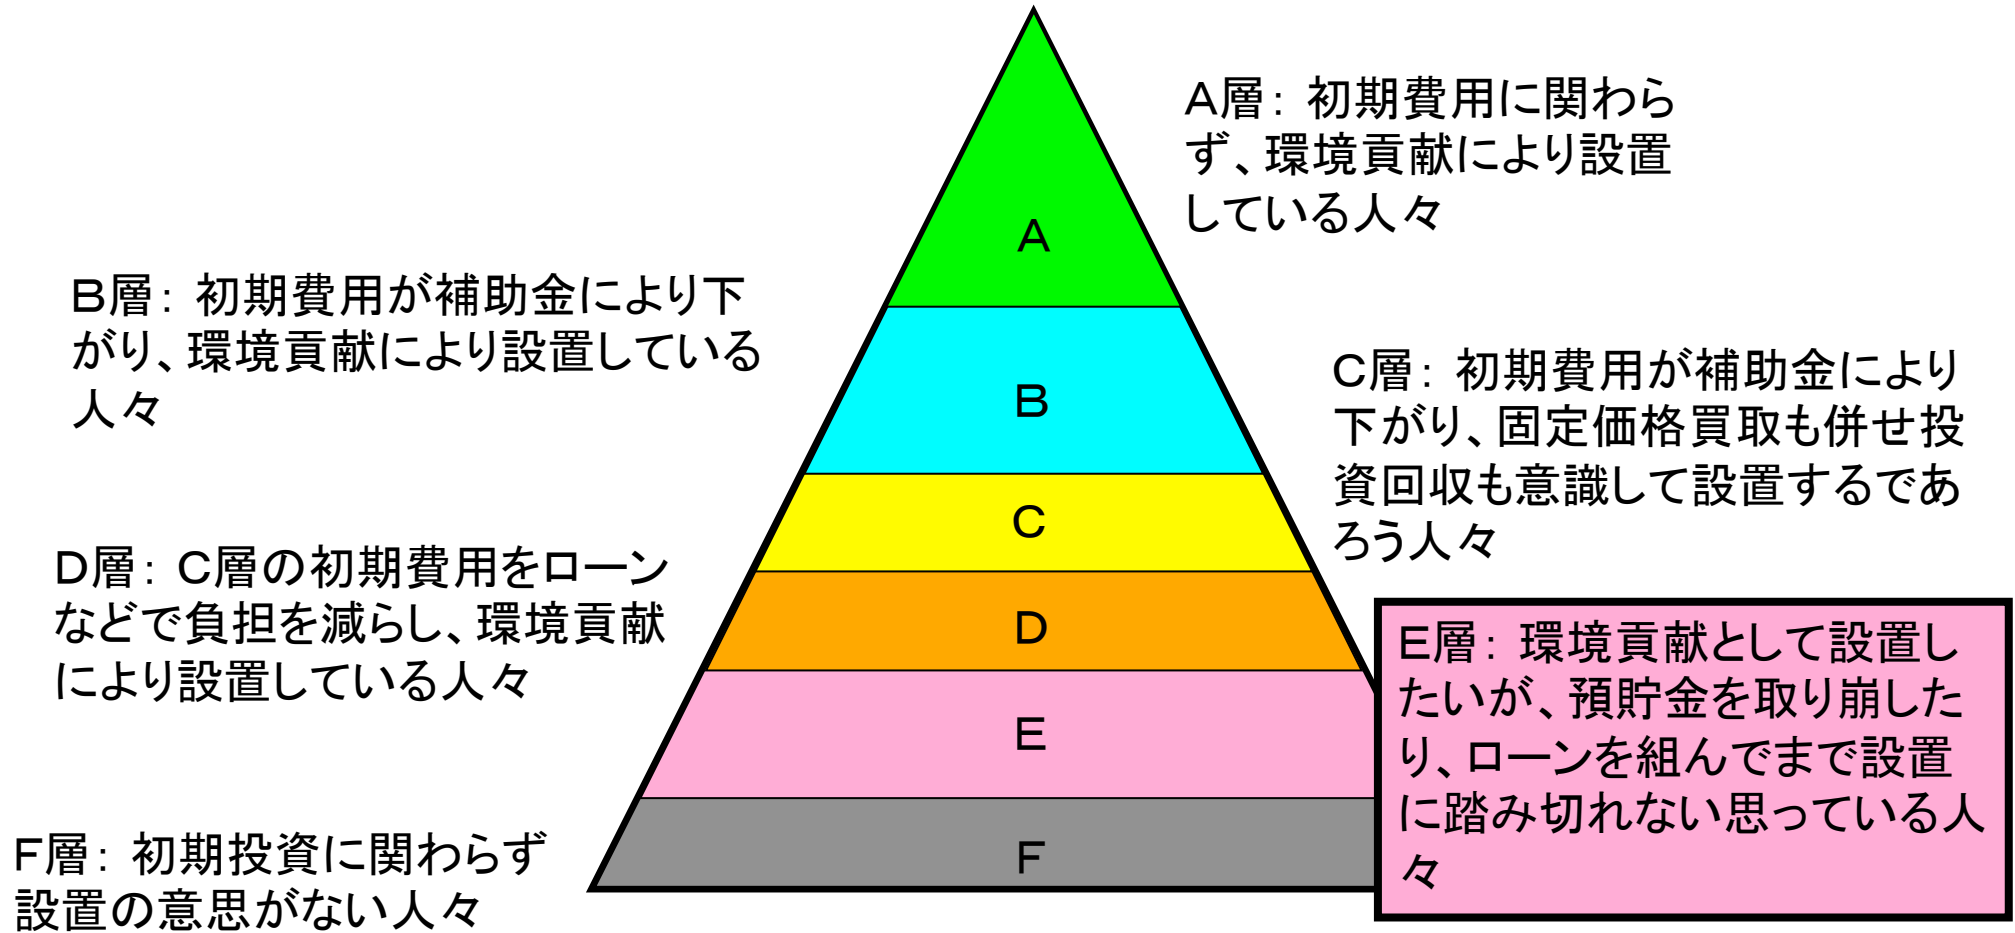 A層： 初期費用に関わら
ず、環境貢献により設置
している人々
A
B層： 初期費用が補助金により下
がり、環境貢献により設置している
人々
B
C層： 初期費用が補助金により
下がり、固定価格買取も併せ投
資回収も意識して設置するであ
ろう人々
C
D層： C層の初期費用をローン
などで負担を減らし、環境貢献
により設置している人々
D
E層： 環境貢献として設置し
たいが、預貯金を取り崩した
り、ローンを組んでまで設置
に踏み切れない思っている人
々
E
F層： 初期投資に関わらず
設置の意思がない人々
F